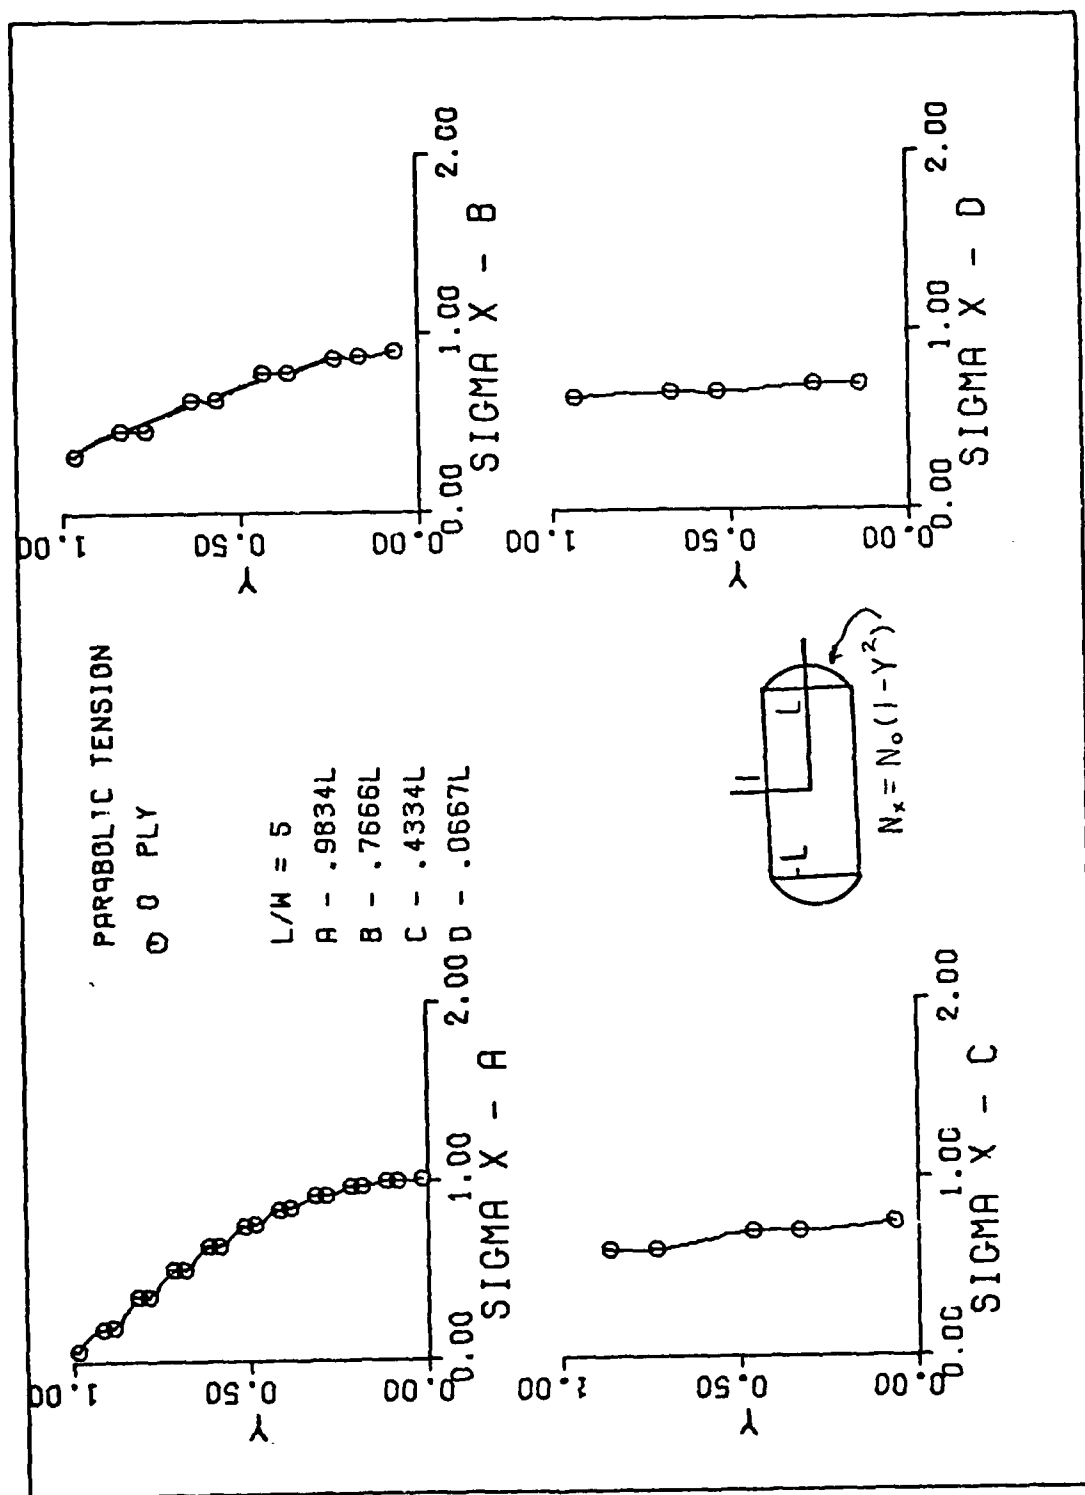 PARABOLIC TENSION
0 PLY
L/W = 5
A - .9834L
B - .7666L
C - .4334L
D - .0667L
1.00
0.50
0.00
Y
0.00 1.00 2.00
SIGMA X - A
1.00
0.50
0.00
Y
0.00 1.00 2.00
SIGMA X - B
1.00
0.50
0.00
Y
0.00 1.00 2.00
SIGMA X - C
1
-L L
Nₓ = N₀(1-Y²)
1.00
0.50
0.00
Y
0.00 1.00 2.00
SIGMA X - D